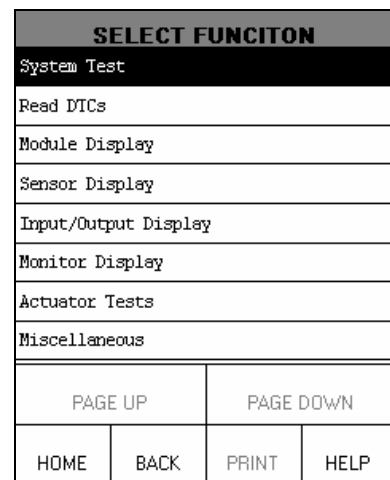 SELECT FUNCITON
System Test
Read DTCs
Module Display
Sensor Display
Input/Output Display
Monitor Display
Actuator Tests
Miscellaneous
PAGE UP PAGE DOWN
HOME BACK PRINT HELP